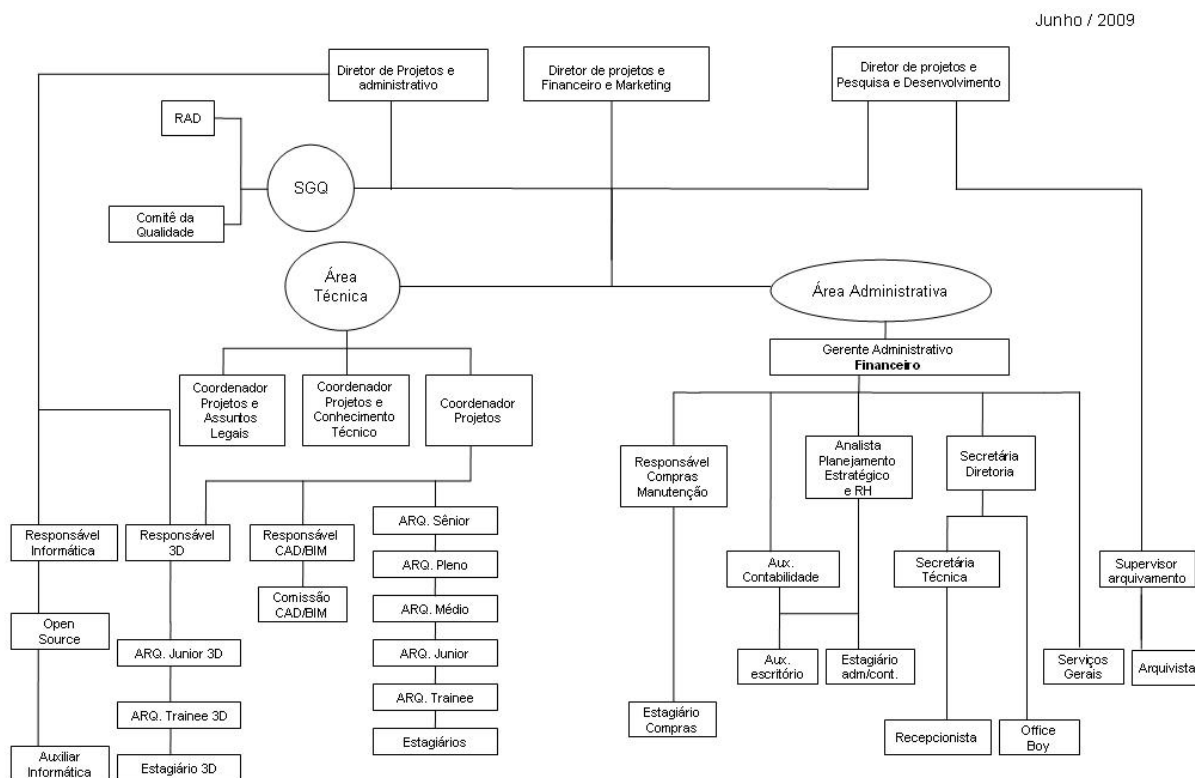 Junho / 2009
Diretor de Projetos e
administrativo
Diretor de projetos e
Financeiro e Marketing
Diretor de projetos e
Pesquisa e Desenvolvimento
RAD
SGQ
Comitê da
Qualidade
Área
Técnica
Área Administrativa
Gerente Administrativo
Financeiro
Coordenador
Projetos e
Assuntos
Legais
Coordenador
Projetos e
Conhecimento
Técnico
Coordenador
Projetos
Responsável
Compras
Manutenção
Analista
Planejamento
Estratégico
e RH
Secretária
Diretoria
Responsável
Informática
Responsável
3D
Responsável
CAD/BIM
ARQ. Sênior
ARQ. Pleno
Comissão
CAD/BIM
ARQ. Médio
Aux.
Contabilidade
Secretária
Técnica
Supervisor
arquivamento
Open
Source
ARQ. Junior 3D
ARQ. Junior
Aux.
escritório
Estagiário
adm/cont.
Serviços
Gerais
Arquivista
ARQ. Trainee 3D
ARQ. Trainee
Estagiário
Compras
Recepcionista
Office
Boy
Estagiários
Auxiliar
Informática
Estagiário 3D